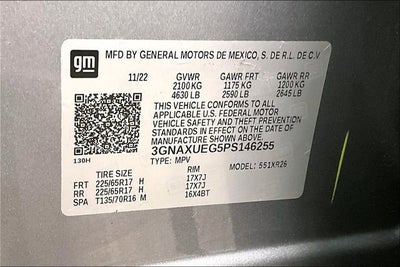 gm
MFD BY GENERAL MOTORS DE MEXICO, S. DE R.L. DE C.V
11/22 GVWR GAWR FRT GAWR RR
2100 KG 1175 KG 1200 KG
4630 LB 2590 LB 2645 LB
THIS VEHICLE CONFORMS TO ALL
APPLICABLE U.S. FEDERAL MOTOR
VEHICLE SAFETY AND THEFT PREVENTION
STANDARDS IN EFFECT ON THE DATE OF
MANUFACTURE SHOWN ABOVE.
3GNAXUEG5PS146255
130H TYPE: MPV MODEL: 551XR26
TIRE SIZE RIM
FRT 225/65R17 H 17X7J
RR 225/65R17 H 17X7J
SPA T135/70R16 M 16X4BT